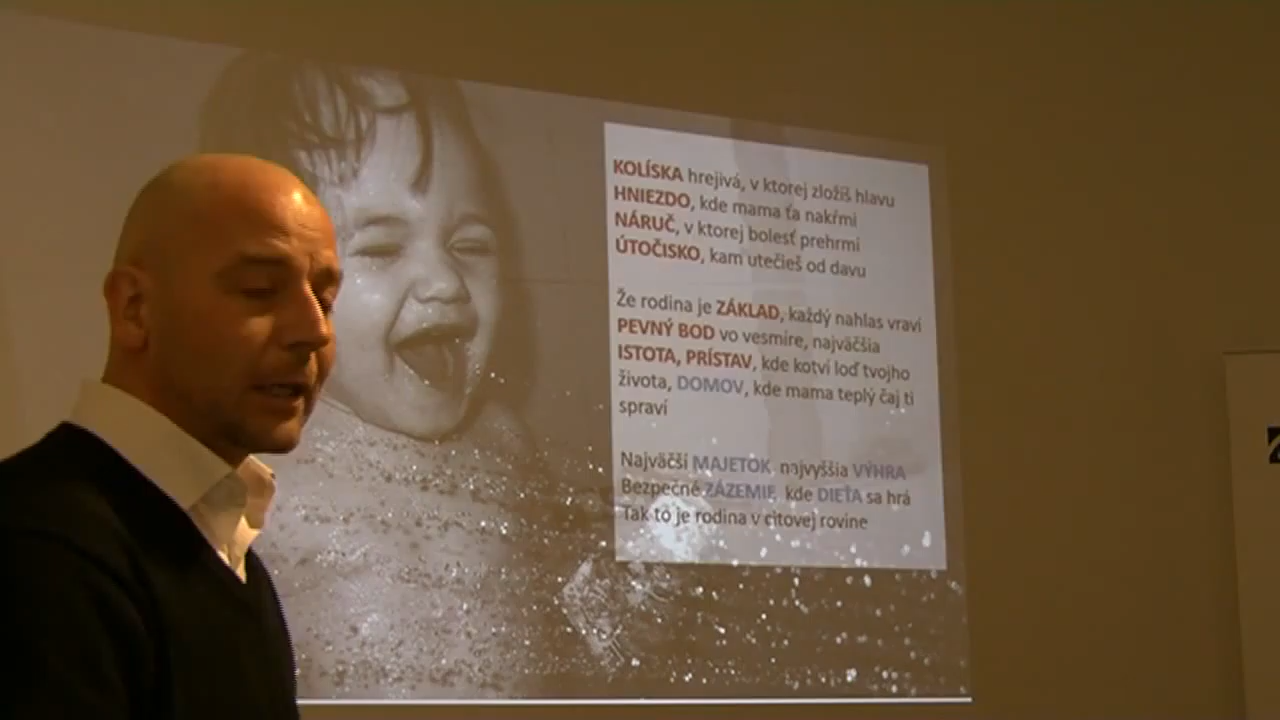 KOLÍSKA hrejivá, v ktorej zložíš hlavu
HNIEZDO, kde mama ťa nakŕmi
NÁRUČ, v ktorej bolesť prehrmi
ÚTOČISKO, kam utečieš od davu
Že rodina je ZÁKLAD, každý nahlas vraví
PEVNÝ BOD vo vesmíre, najväčšia
ISTOTA, PRÍSTAV, kde kotví loď tvojho
života, DOMOV, kde mama teplý čaj ti
spraví
Najväčší MAJETOK, najvyššia VÝHRA
Bezpečné ZÁZEMIE, kde DIEŤA sa hrá
Tak to je rodina v citovej rovine